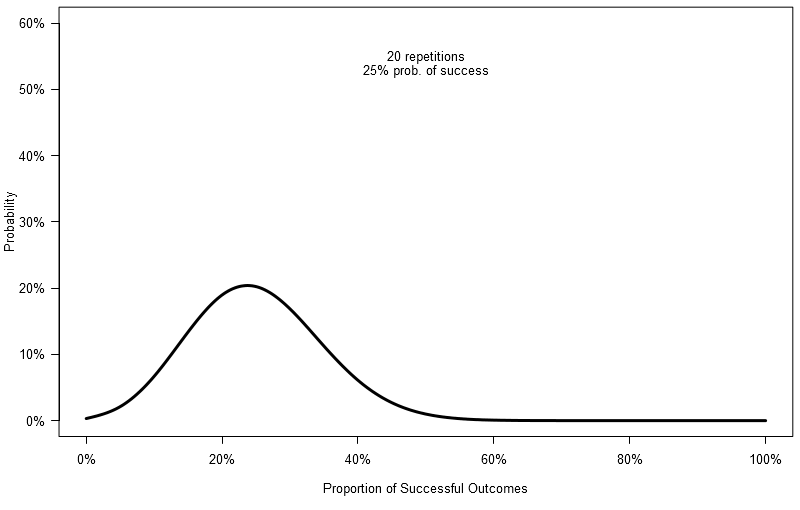 60%
20 repetitions
25% prob. of success
50%
40%
30%
Probability
20%
10%
0%
0% 20% 40% 60% 80% 100%
Proportion of Successful Outcomes